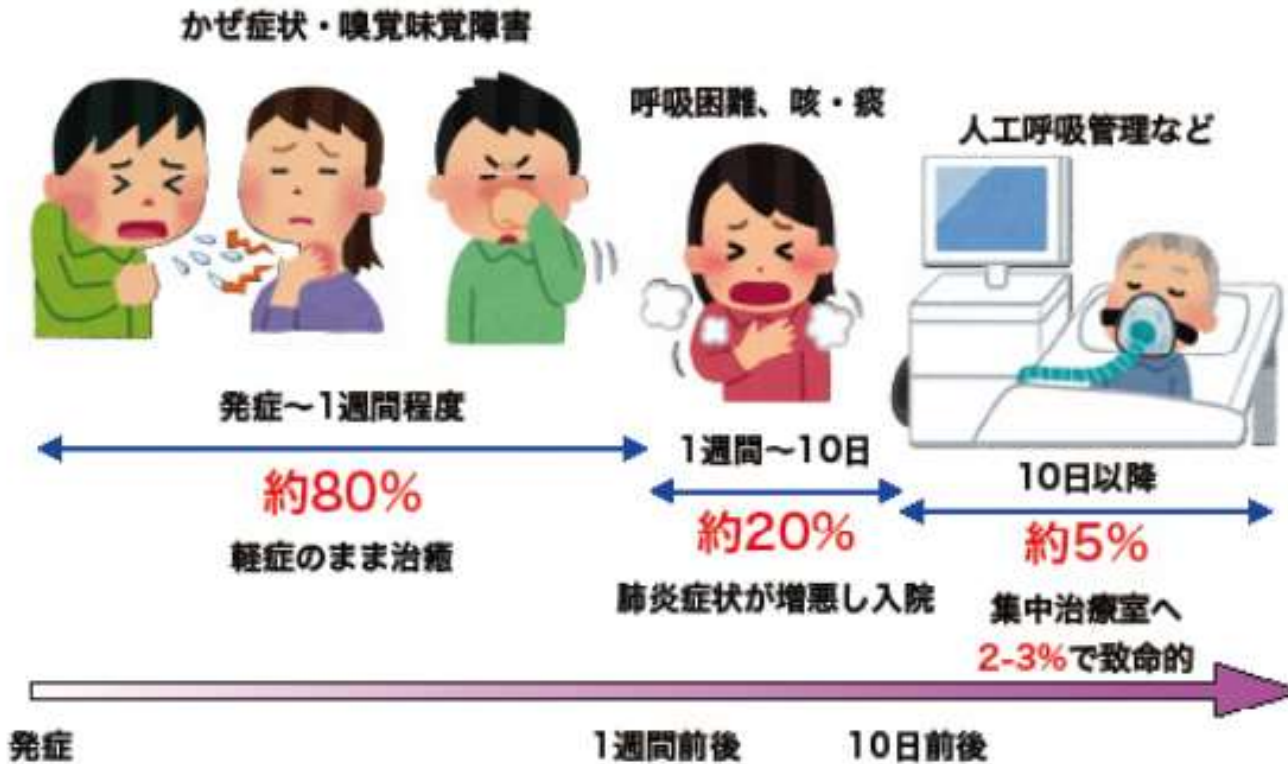 かぜ症状・嗅覚味覚障害
呼吸困難、咳・痰
人工呼吸管理など
発症〜1週間程度
約80%
軽症のまま治癒
1週間〜10日
約20%
肺炎症状が増悪し入院
10日以降
約5%
集中治療室へ
2-3%で致命的
発症
1週間前後
10日前後